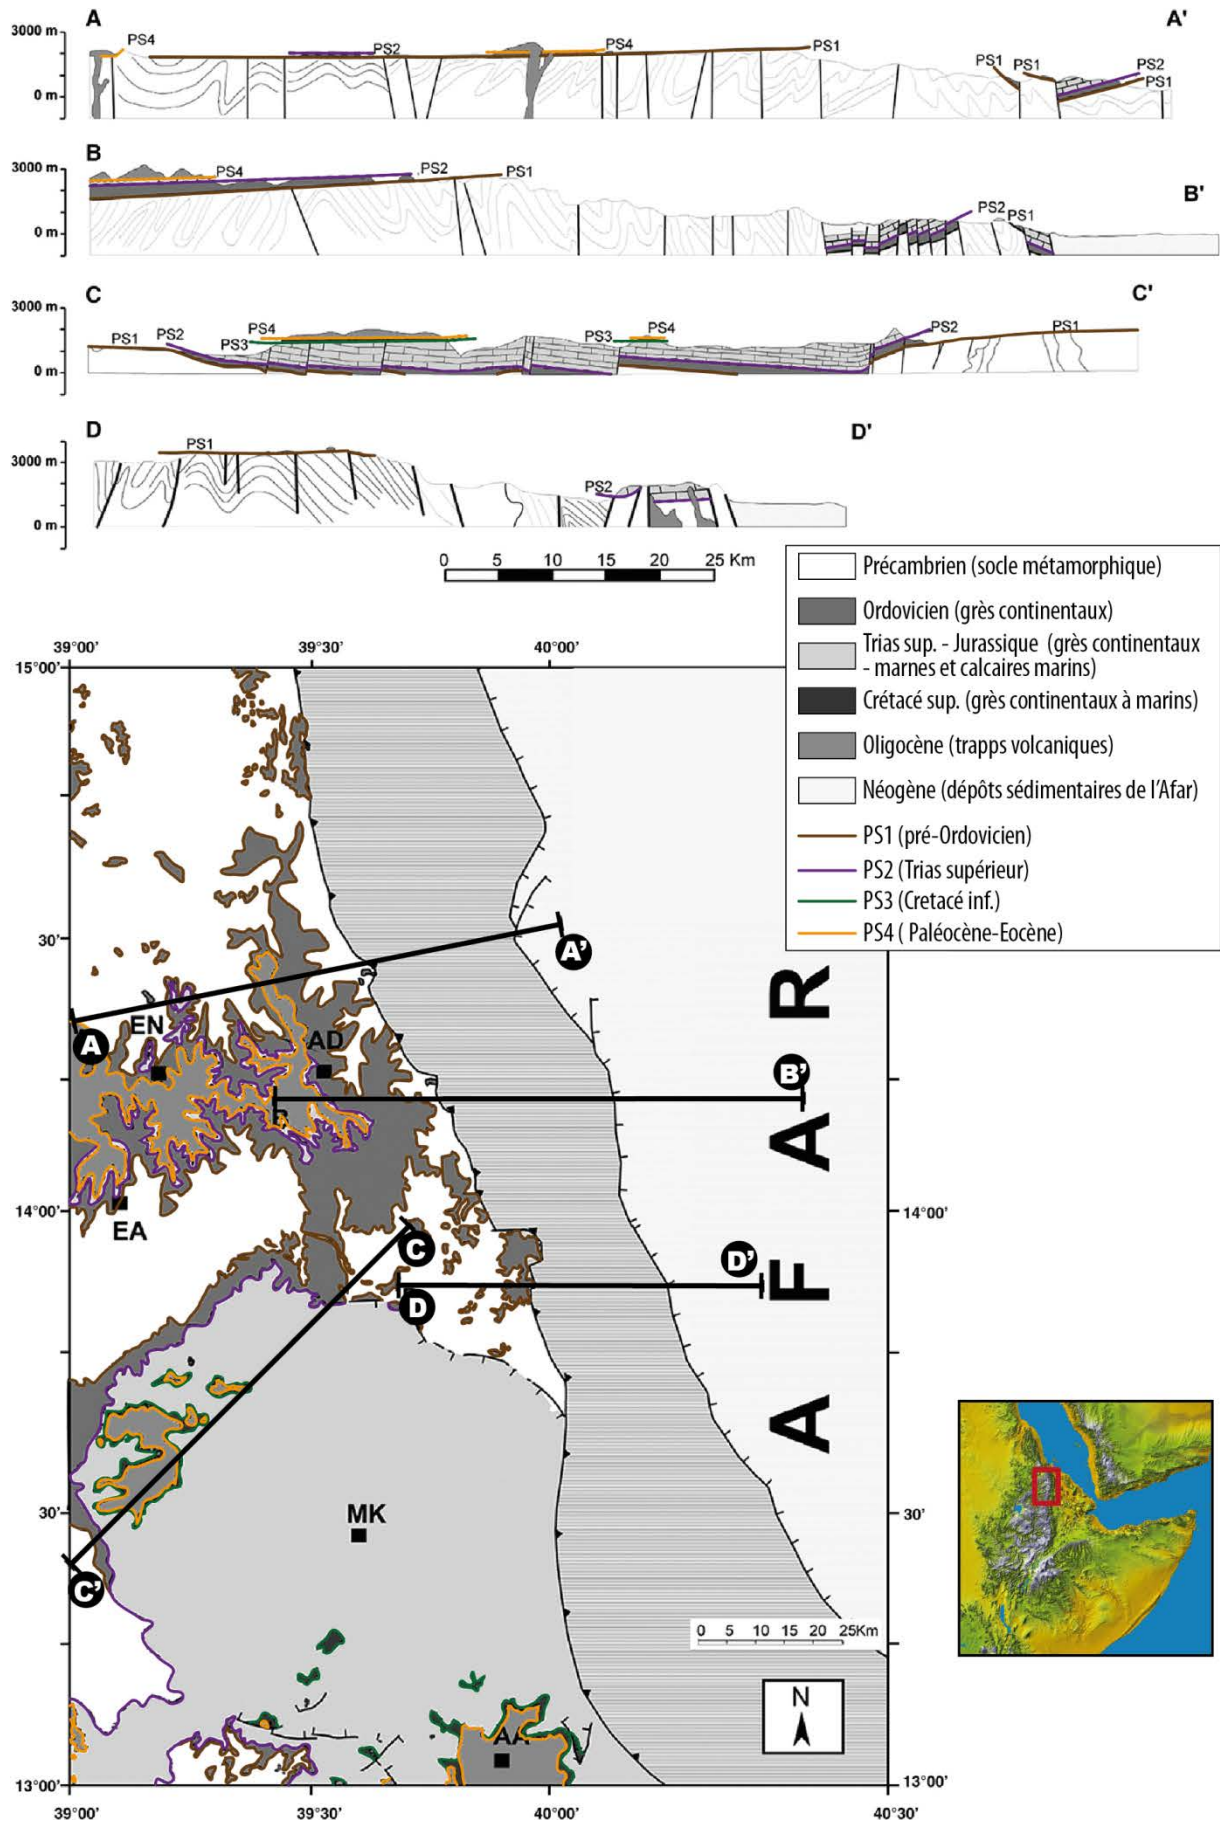 A
A'
3000 m
0 m
PS4
PS2
PS4
PS1
PS1
PS1
PS2
PS1
B
B'
3000 m
0 m
PS4
PS2
PS1
PS2
PS1
C
C'
3000 m
0 m
PS1
PS2
PS3
PS4
PS3
PS4
PS2
PS1
D
D'
3000 m
0 m
PS1
PS2
0 5 10 15 20 25 Km
Précambrien (socle métamorphique)
Ordovicien (grès continentaux)
Trias sup. - Jurassique (grès continentaux
- marnes et calcaires marins)
Crétacé sup. (grès continentaux à marins)
Oligocène (trapps volcaniques)
Néogène (dépôts sédimentaires de l'Afar)
PS1 (pré-Ordovicien)
PS2 (Trias supérieur)
PS3 (Cretacé inf.)
PS4 ( Paléocène-Eocène)
39°00' 39°30' 40°00'
15°00'
30'
30'
A
A'
EN
AD
B
B'
EA
14°00'
14°00'
C
D
D'
A F A R
30'
30'
MK
C'
0 5 10 15 25Km
N
AA
13°00'
13°00'
39°00' 39°30' 40°00' 40°30'